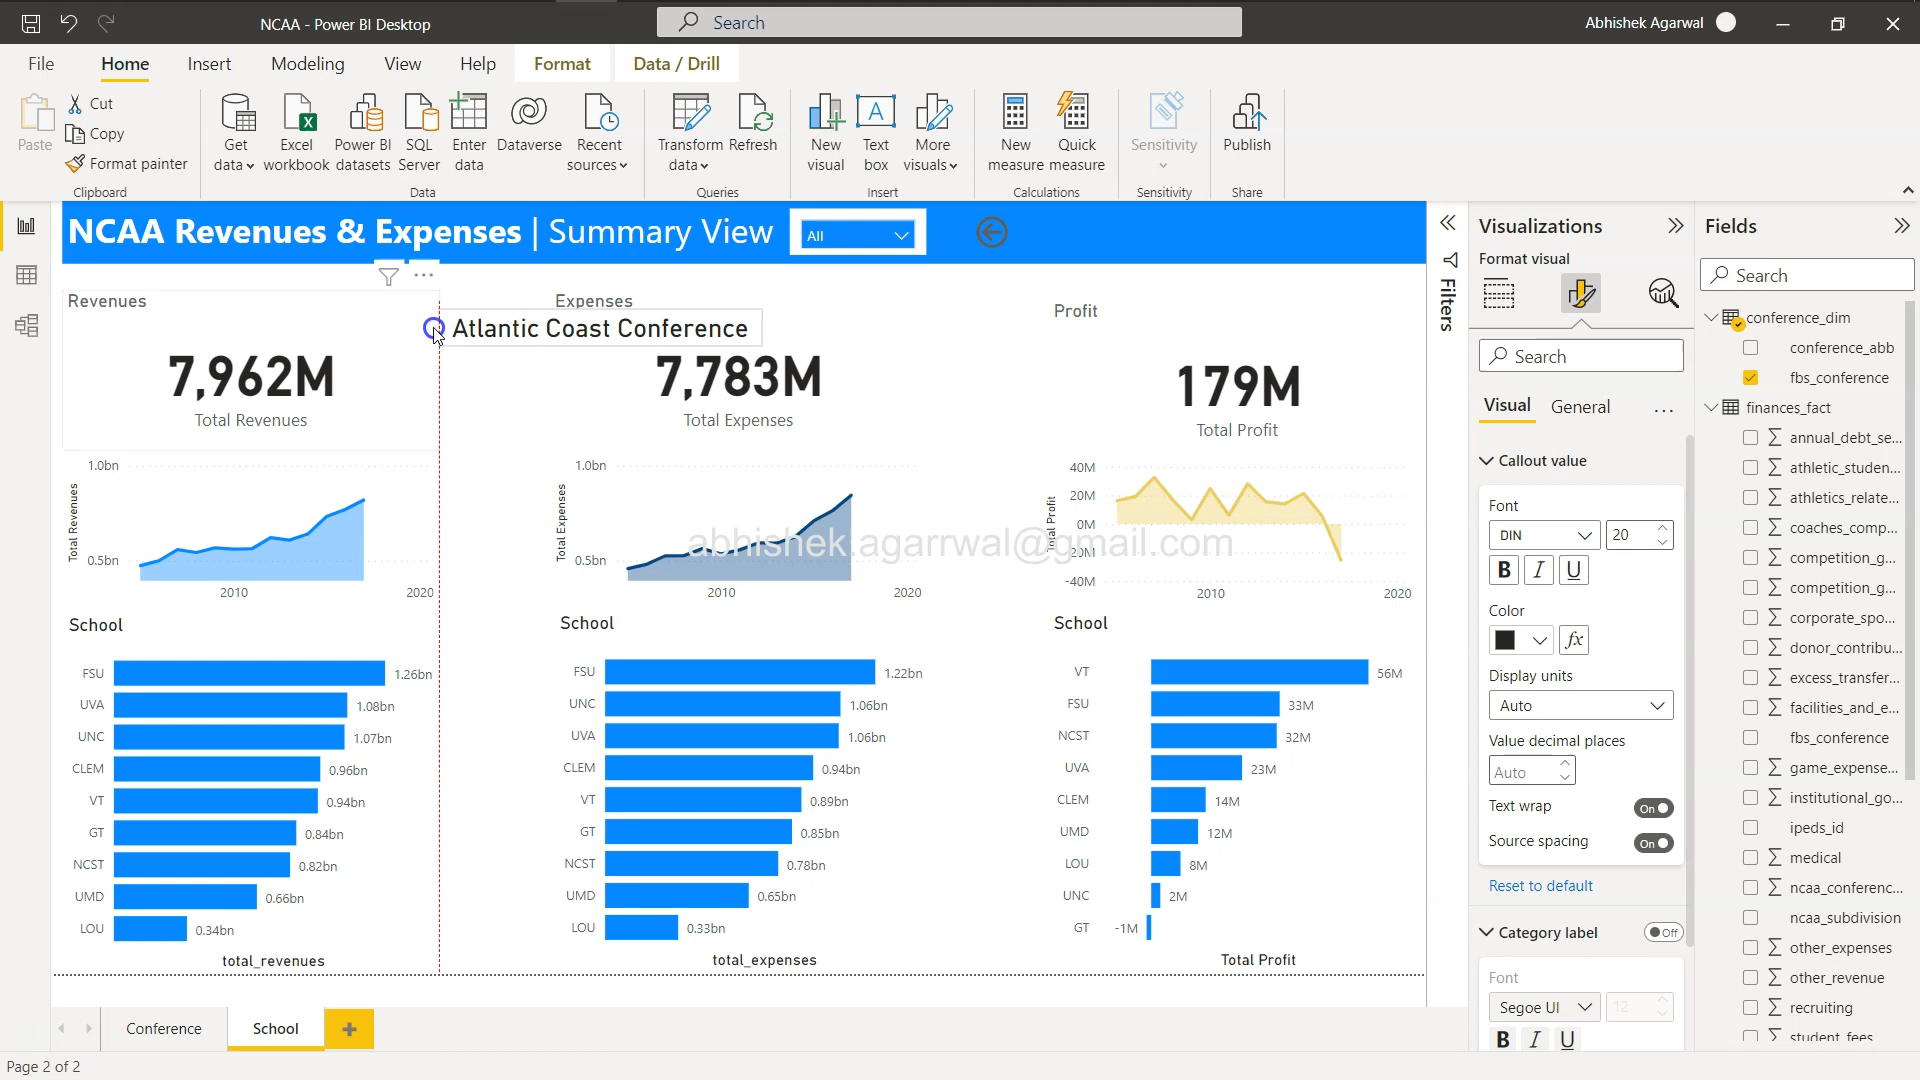 NCAA - Power BI Desktop
Search
Abhishek Agarwal
File Home Insert Modeling View Help Format Data / Drill
Paste
Cut
Copy
Format painter
Clipboard
Get data
Excel workbook
Power BI datasets
SQL Server
Enter data
Dataverse
Recent sources
Data
Transform data
Refresh
Queries
New visual
Text box
More visuals
Insert
New measure
Quick measure
Calculations
Sensitivity
Sensitivity
Publish
Share
NCAA Revenues & Expenses | Summary View
All
Revenues
Atlantic Coast Conference
7,962M
Total Revenues
Expenses
7,783M
Total Expenses
Profit
179M
Total Profit
Total Revenues
1.0bn
0.5bn
2010 2020
Total Expenses
1.0bn
0.5bn
2010 2020
Total Profit
40M
20M
0M
-20M
-40M
2010 2020
abhishek.agarrwal@gmail.com
School
FSU 1.26bn
UVA 1.08bn
UNC 1.07bn
CLEM 0.96bn
VT 0.94bn
GT 0.84bn
NCST 0.82bn
UMD 0.66bn
LOU 0.34bn
total_revenues
School
FSU 1.22bn
UNC 1.06bn
UVA 1.06bn
CLEM 0.94bn
VT 0.89bn
GT 0.85bn
NCST 0.78bn
UMD 0.65bn
LOU 0.33bn
total_expenses
School
VT 56M
FSU 33M
NCST 32M
UVA 23M
CLEM 14M
UMD 12M
LOU 8M
UNC 2M
GT -1M
Total Profit
Conference
School
Page 2 of 2
Filters
Visualizations
Format visual
Search
Visual General ...
Callout value
Font
DIN 20
B I U
Color
fx
Display units
Auto
Value decimal places
Auto
Text wrap On
Source spacing On
Reset to default
Category label Off
Font
Segoe UI 12
B I U
Fields
Search
conference_dim
conference_abb
fbs_conference
finances_fact
annual_debt_se...
athletic_studen...
athletics_relate...
coaches_comp...
competition_g...
competition_g...
corporate_spo...
donor_contribu...
excess_transfer...
facilities_and_e...
fbs_conference
game_expense...
institutional_go...
ipeds_id
medical
ncaa_conferenc...
ncaa_subdivision
other_expenses
other_revenue
recruiting
student_fees